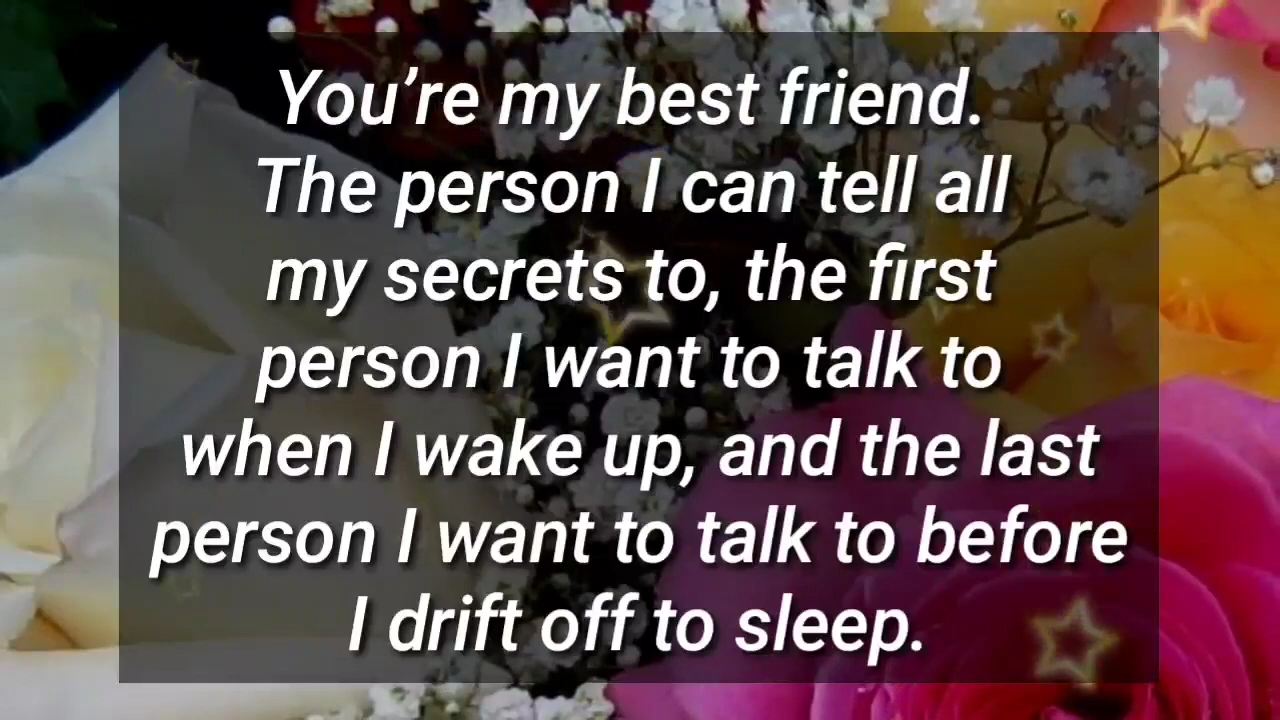 You’re my best friend.
The person I can tell all
my secrets to, the first
person I want to talk to
when I wake up, and the last
person I want to talk to before
I drift off to sleep.